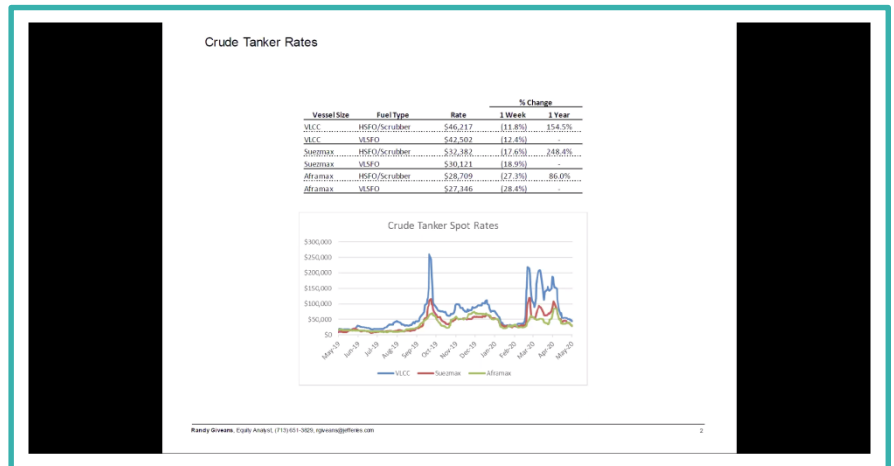 Crude Tanker Rates
% Change
Vessel Size Fuel Type Rate 1 Week 1 Year
VLCC HSFO/Scrubber $46,217 (11.8%) 154.5%
VLCC VLSFO $42,502 (12.4%) -
Suezmax HSFO/Scrubber $32,382 (17.6%) 248.4%
Suezmax VLSFO $30,121 (18.9%) -
Aframax HSFO/Scrubber $28,709 (27.3%) 86.0%
Aframax VLSFO $27,346 (28.4%) -
Crude Tanker Spot Rates
$300,000
$250,000
$200,000
$150,000
$100,000
$50,000
$0
May-19 Jun-19 Jul-19 Aug-19 Sep-19 Oct-19 Nov-19 Dec-19 Jan-20 Feb-20 Mar-20 Apr-20 May-20
VLCC Suezmax Aframax
Randy Giveans, Equity Analyst, (713) 651-3829, rgiveans@jefferies.com 2